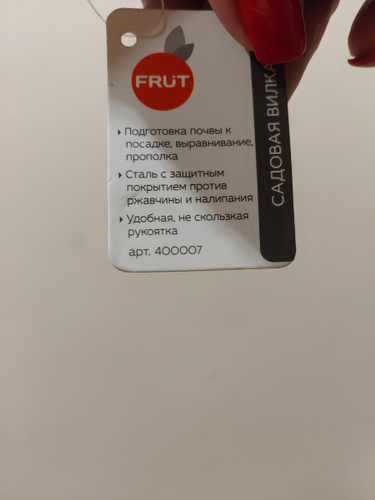 FRUT
Подготовка почвы к
посадке, выравнивание,
прополка
Сталь с защитным
покрытием против
ржавчины и налипания
Удобная, не скользкая
рукоятка
арт. 400007
САДОВАЯ ВИЛКА